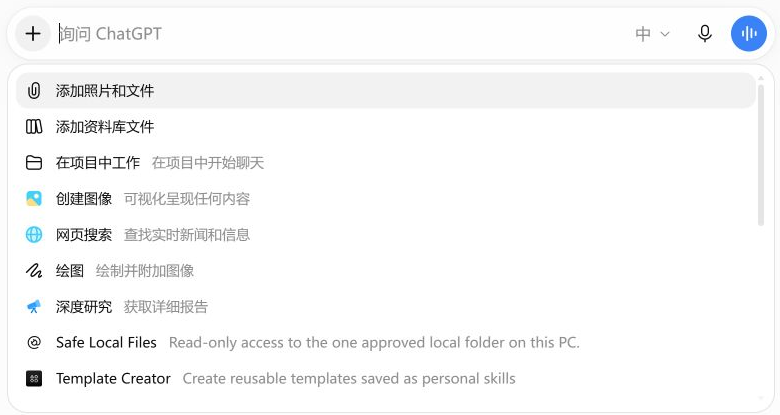 询问 ChatGPT 中
添加照片和文件
添加资料库文件
在项目中工作 在项目中开始聊天
创建图像 可视化呈现任何内容
网页搜索 查找实时新闻和信息
绘图 绘制并附加图像
深度研究 获取详细报告
Safe Local Files Read-only access to the one approved local folder on this PC.
Template Creator Create reusable templates saved as personal skills